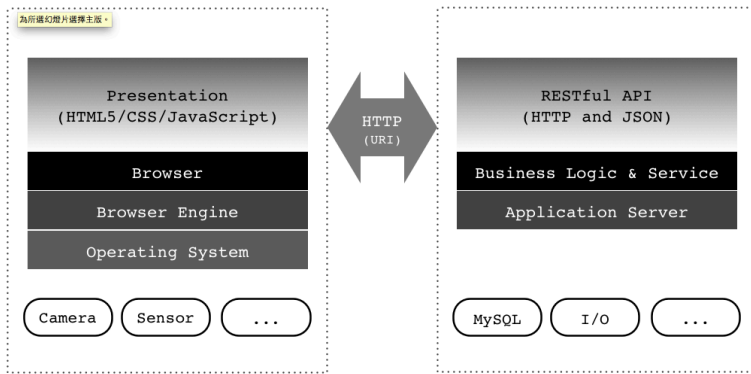 為所選幻燈片選擇主版。
Presentation
(HTML5/CSS/JavaScript)
Browser
Browser Engine
Operating System
Camera
Sensor
...
HTTP
(URI)
RESTful API
(HTTP and JSON)
Business Logic & Service
Application Server
MySQL
I/O
...